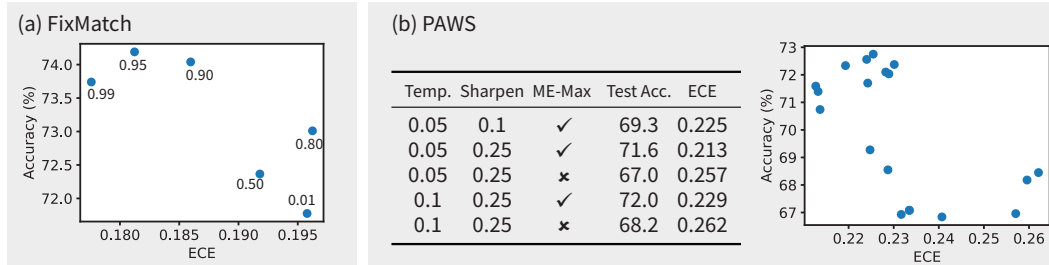 (a) FixMatch
Accuracy (%)
74.0
73.5
73.0
72.5
72.0
0.99
0.95
0.90
0.80
0.50
0.01
0.180 0.185 0.190 0.195
ECE
(b) PAWS
Temp. Sharpen ME-Max Test Acc. ECE
0.05 0.1 ✓ 69.3 0.225
0.05 0.25 ✓ 71.6 0.213
0.05 0.25 ✗ 67.0 0.257
0.1 0.25 ✓ 72.0 0.229
0.1 0.25 ✗ 68.2 0.262
Accuracy (%)
73
72
71
70
69
68
67
0.22 0.23 0.24 0.25 0.26
ECE